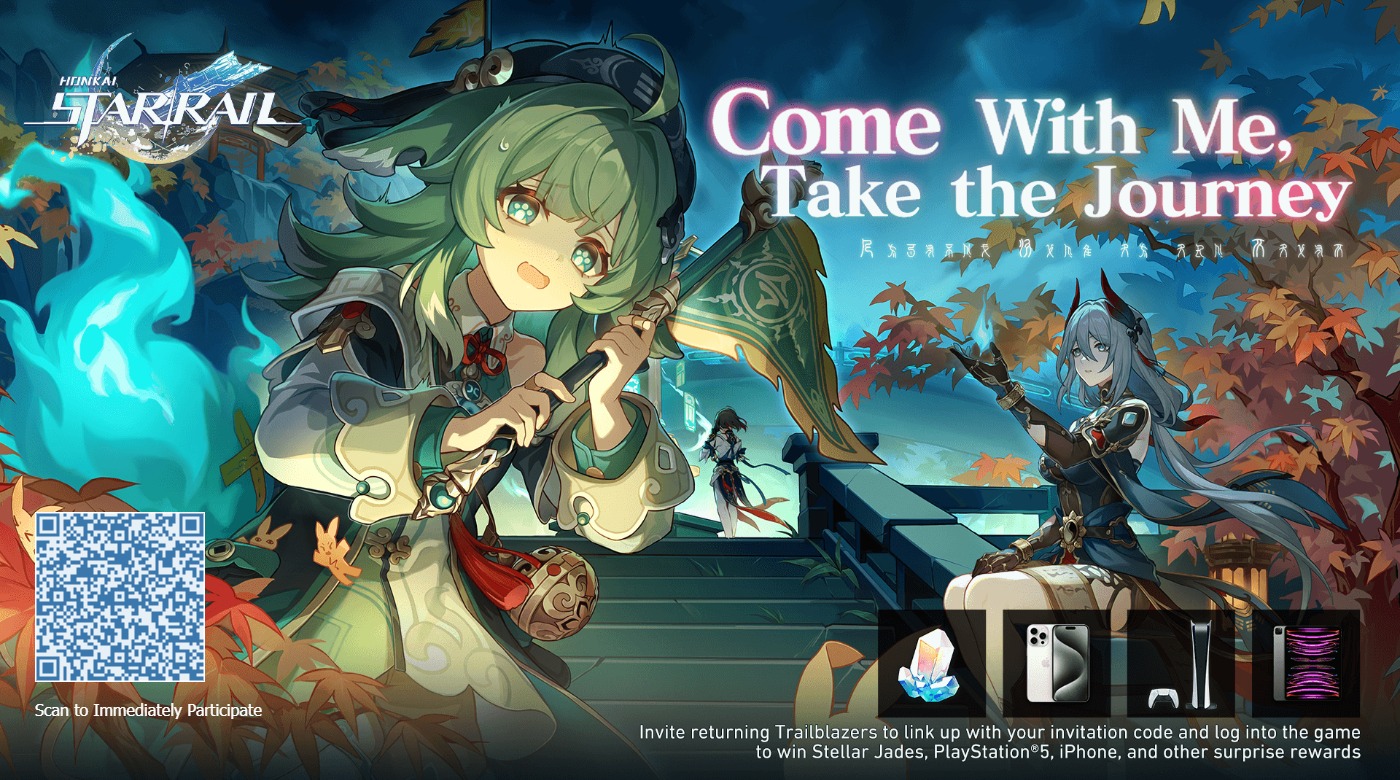 HONKAI
STAR RAIL
Come With Me,
Take the Journey
Scan to Immediately Participate
Invite returning Trailblazers to link up with your invitation code and log into the game
to win Stellar Jades, PlayStation®5, iPhone, and other surprise rewards